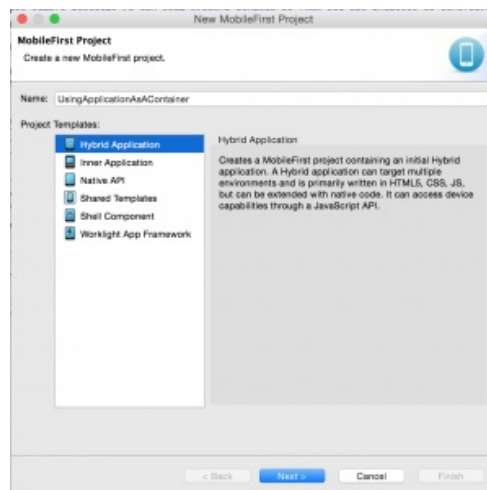 New MobileFirst Project
MobileFirst Project
Create a new MobileFirst project.
Name: UsingApplicationAsAContainer
Project Templates:
Hybrid Application
Inner Application
Native API
Shared Templates
Shell Component
Worklight App Framework
Hybrid Application
Creates a MobileFirst project containing an initial Hybrid
application. A Hybrid application can target multiple
environments and is primarily written in HTML5, CSS, JS,
but can be extended with native code. It can access device
capabilities through a JavaScript API.
< Back Next > Cancel Finish